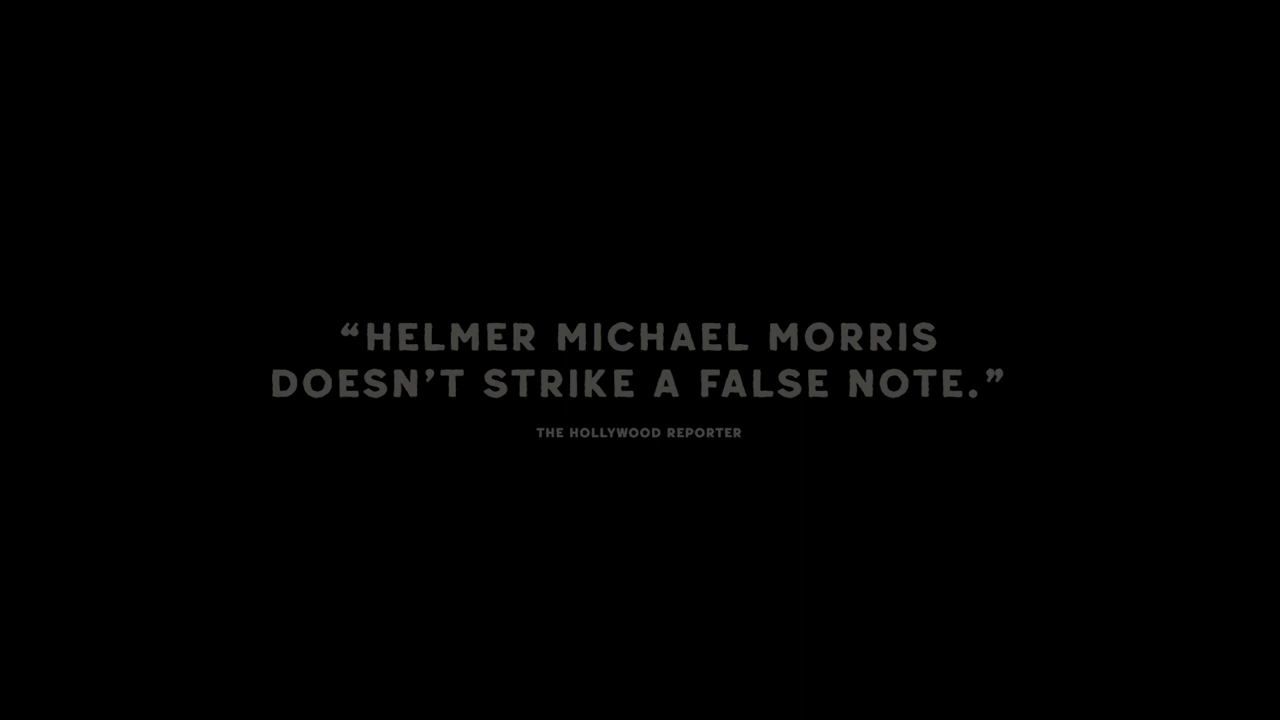 “HELMER MICHAEL MORRIS
DOESN’T STRIKE A FALSE NOTE.”
THE HOLLYWOOD REPORTER